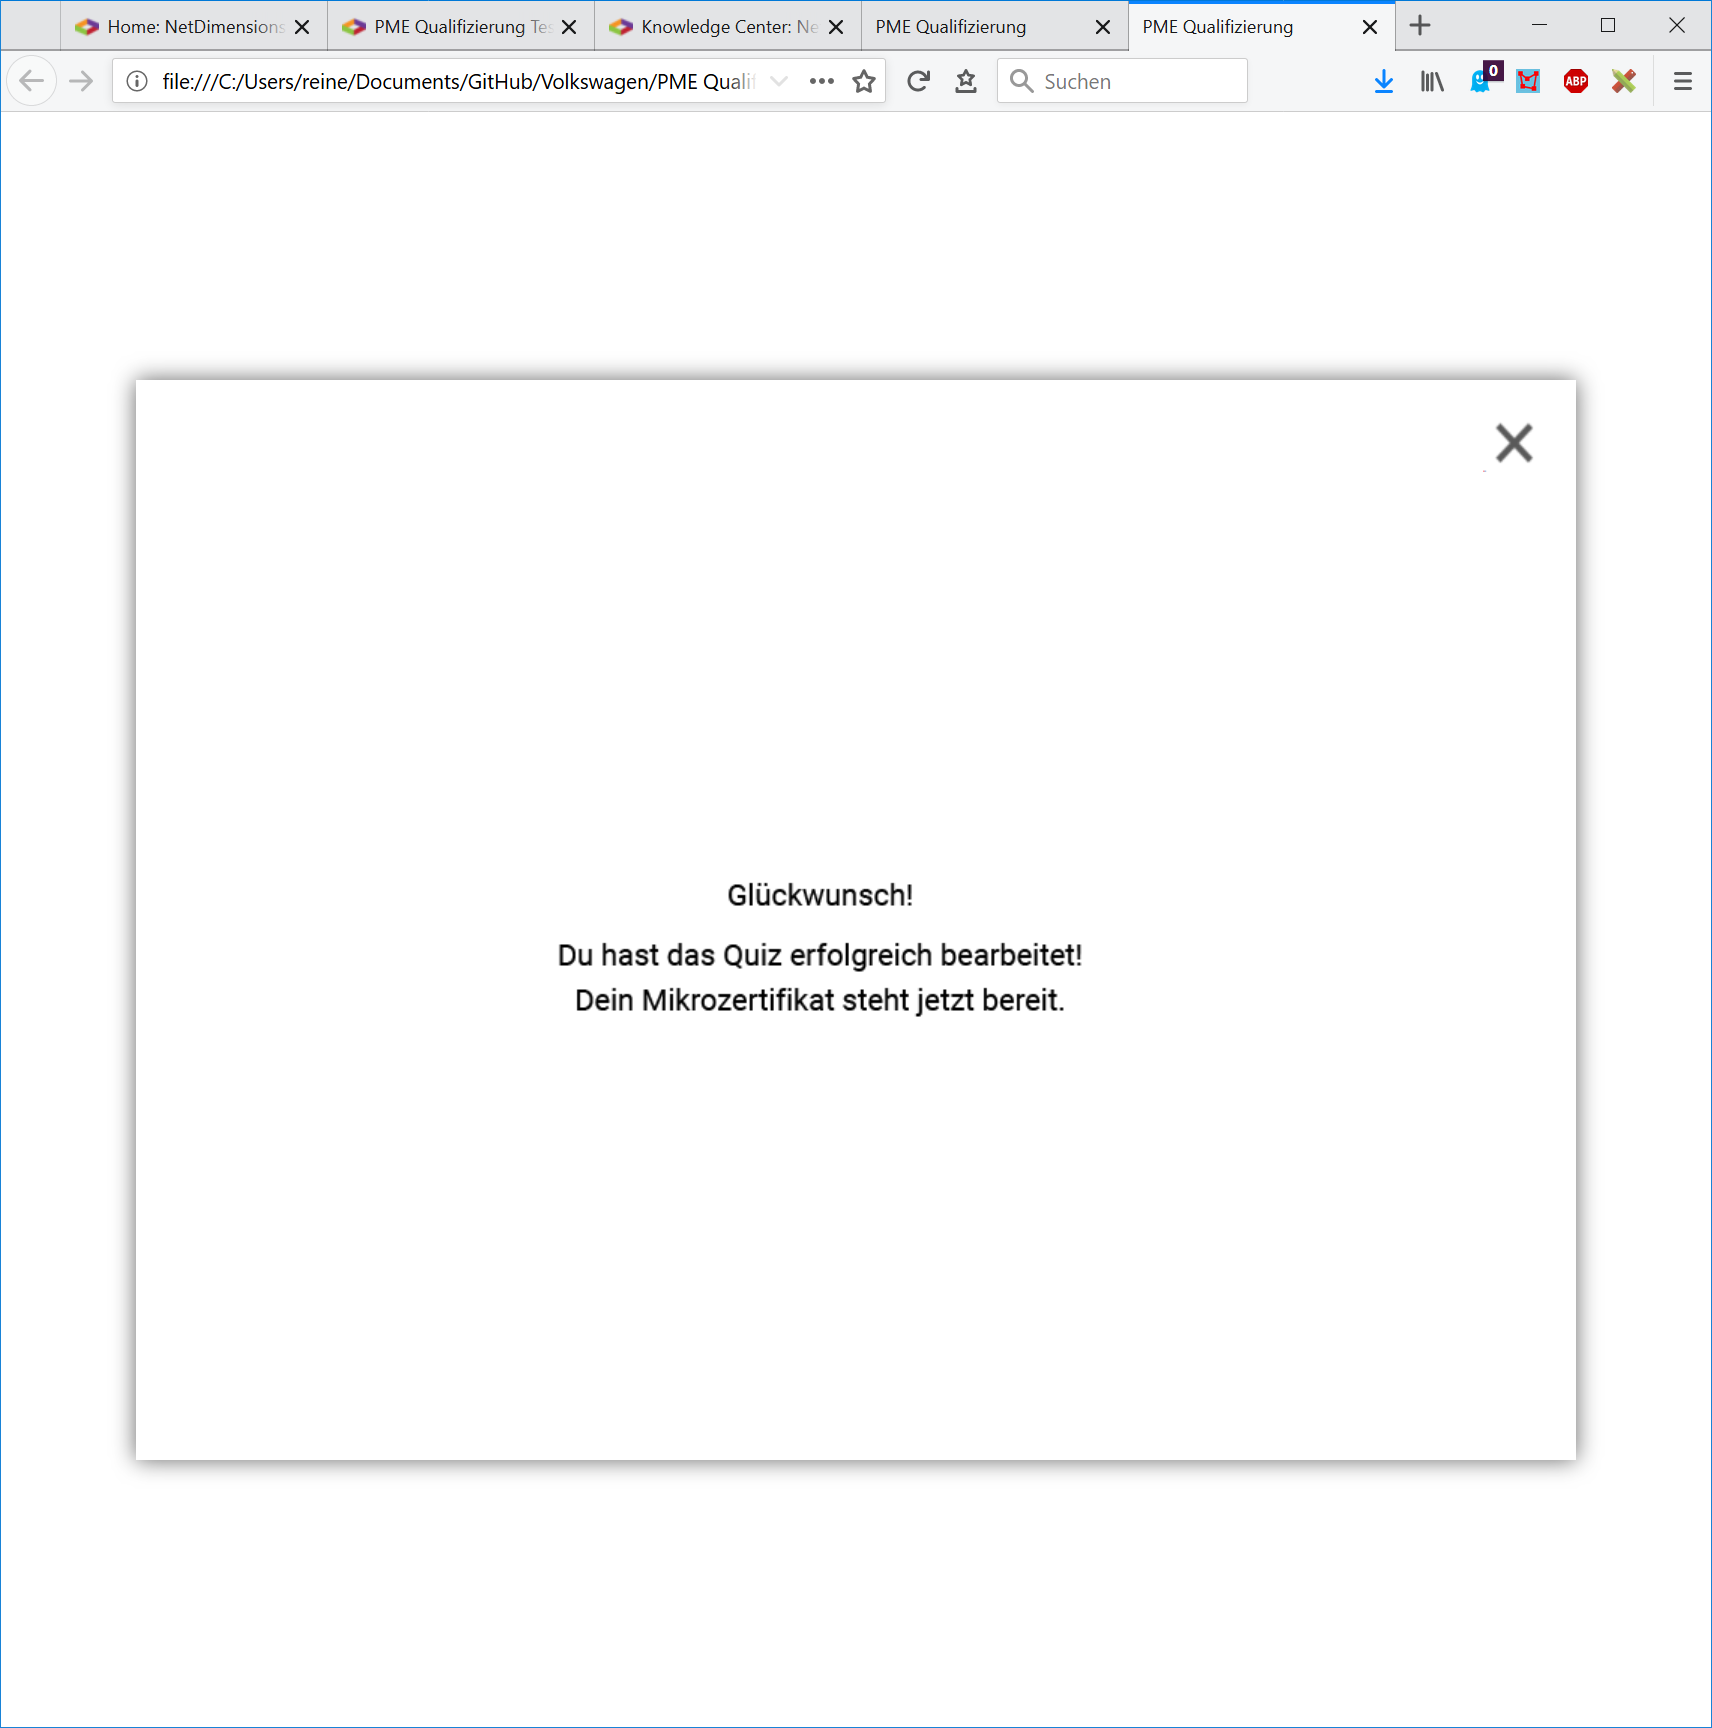 Home: NetDimensions
PME Qualifizierung Tes
Knowledge Center: Ne
PME Qualifizierung
PME Qualifizierung
file:///C:/Users/reine/Documents/GitHub/Volkswagen/PME Qualif
Suchen
0
ABP
Glückwunsch!
Du hast das Quiz erfolgreich bearbeitet!
Dein Mikrozertifikat steht jetzt bereit.